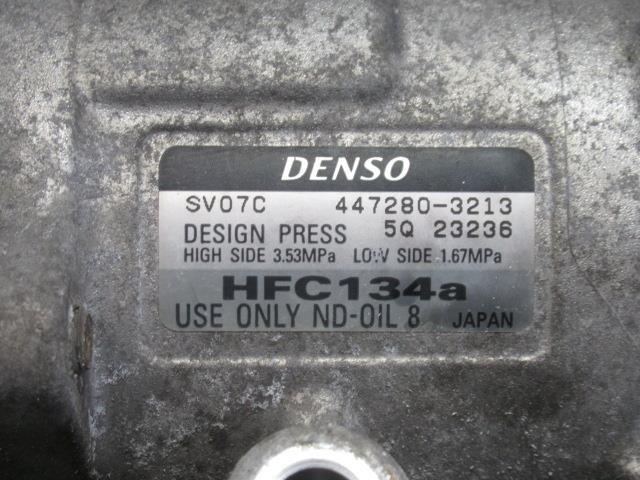 DENSO
SV07C 447280-3213
DESIGN PRESS 5Q 23236
HIGH SIDE 3.53MPa LOW SIDE 1.67MPa
HFC134a
USE ONLY ND-OIL 8 JAPAN